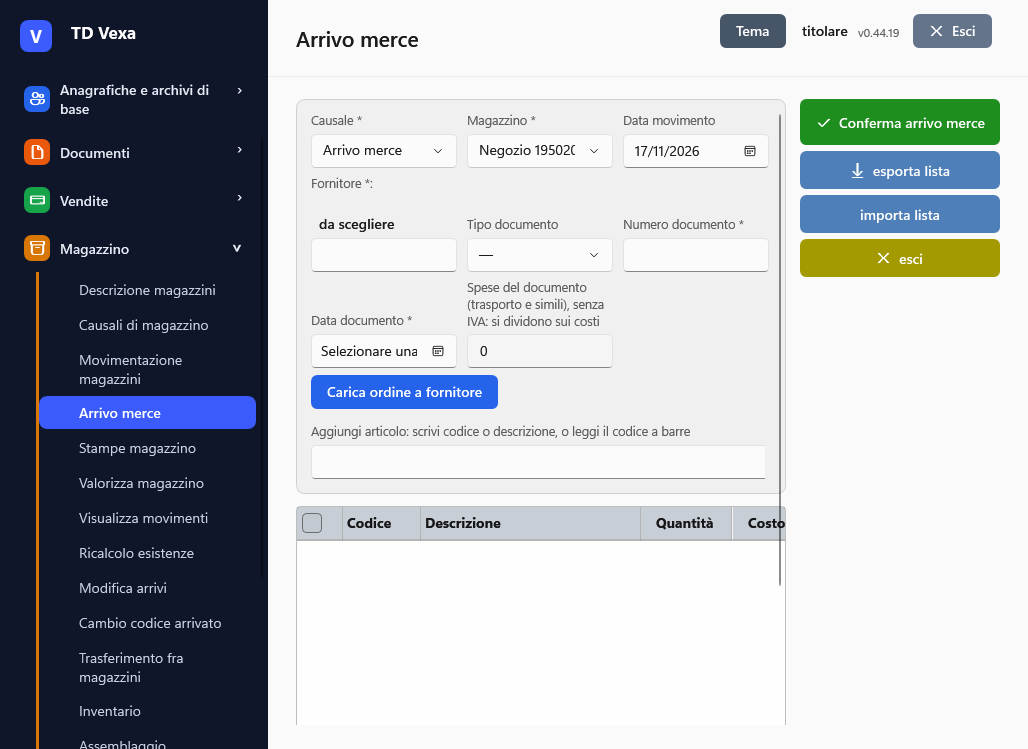 V
TD Vexa
Anagrafiche e archivi di
base
Documenti
Vendite
Magazzino
Descrizione magazzini
Causali di magazzino
Movimentazione
magazzini
Arrivo merce
Stampe magazzino
Valorizza magazzino
Visualizza movimenti
Ricalcolo esistenze
Modifica arrivi
Cambio codice arrivato
Trasferimento fra
magazzini
Inventario
Assemblaggio
Arrivo merce
Tema
titolare v0.44.19
Esci
Causale *
Magazzino *
Data movimento
Arrivo merce
Negozio 195020
17/11/2026
Fornitore *:
da scegliere
Tipo documento
Numero documento *
—
Spese del documento
(trasporto e simili), senza
IVA: si dividono sui costi
Data documento *
Selezionare una
0
Carica ordine a fornitore
Aggiungi articolo: scrivi codice o descrizione, o leggi il codice a barre
Codice Descrizione Quantità Costo
Conferma arrivo merce
esporta lista
importa lista
esci